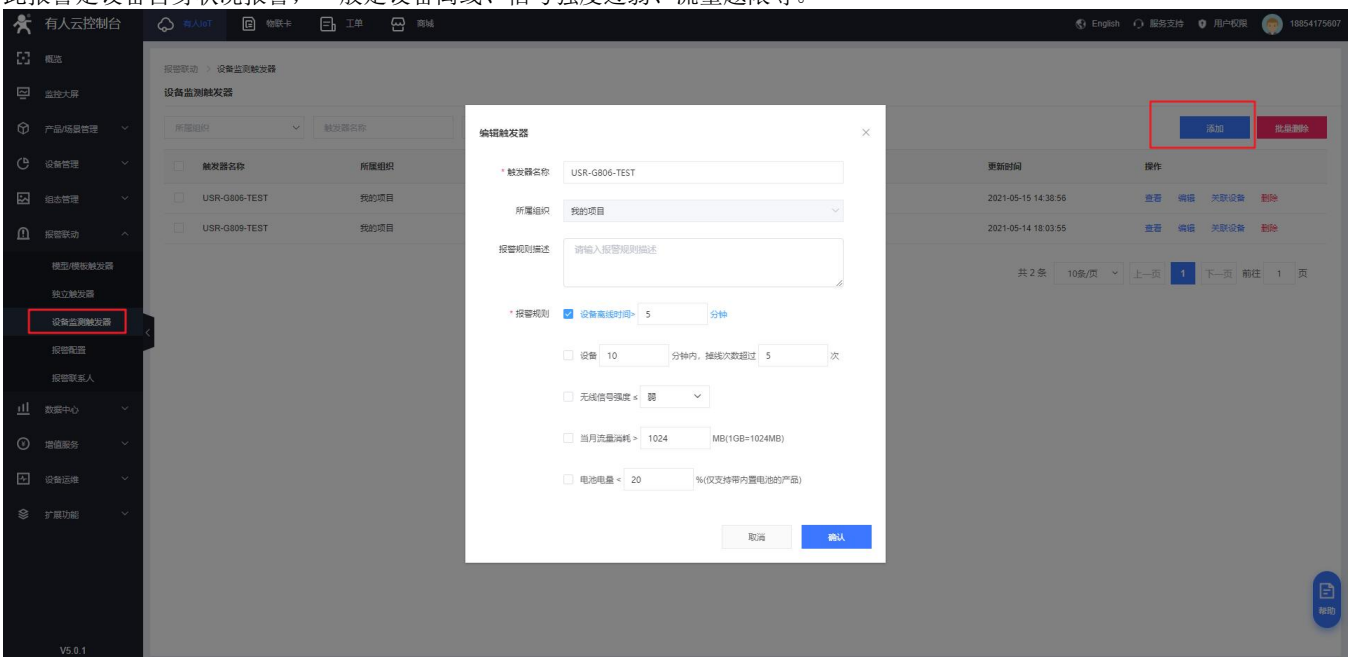 此报警是设备自身状况报警，一般是设备离线、信号强度过弱、流量超限等。
有人云控制台
有人IoT 物联卡 工单 商城
English 服务支持 用户权限 18854175607
概览
监控大屏
产品/场景管理
设备管理
组态管理
报警联动
模型/模板触发器
独立触发器
设备监测触发器
报警配置
报警联系人
数据中心
增值服务
设备运维
扩展功能
V5.0.1
报警联动 > 设备监测触发器
设备监测触发器
所属组织 触发器名称
添加 批量删除
触发器名称 所属组织 更新时间 操作
USR-G806-TEST 我的项目 2021-05-15 14:38:56 查看 编辑 关联设备 删除
USR-G809-TEST 我的项目 2021-05-14 18:03:55 查看 编辑 关联设备 删除
共 2 条 10条/页 上一页 1 下一页 前往 1 页
编辑触发器 ×
* 触发器名称 USR-G806-TEST
所属组织 我的项目
报警规则描述 请输入报警规则描述
* 报警规则 设备离线时间> 5 分钟
设备 10 分钟内，掉线次数超过 5 次
无线信号强度 ≤ 弱
当月流量消耗 > 1024 MB(1GB=1024MB)
电池电量 < 20 %(仅支持带内置电池的产品)
取消 确认
帮助